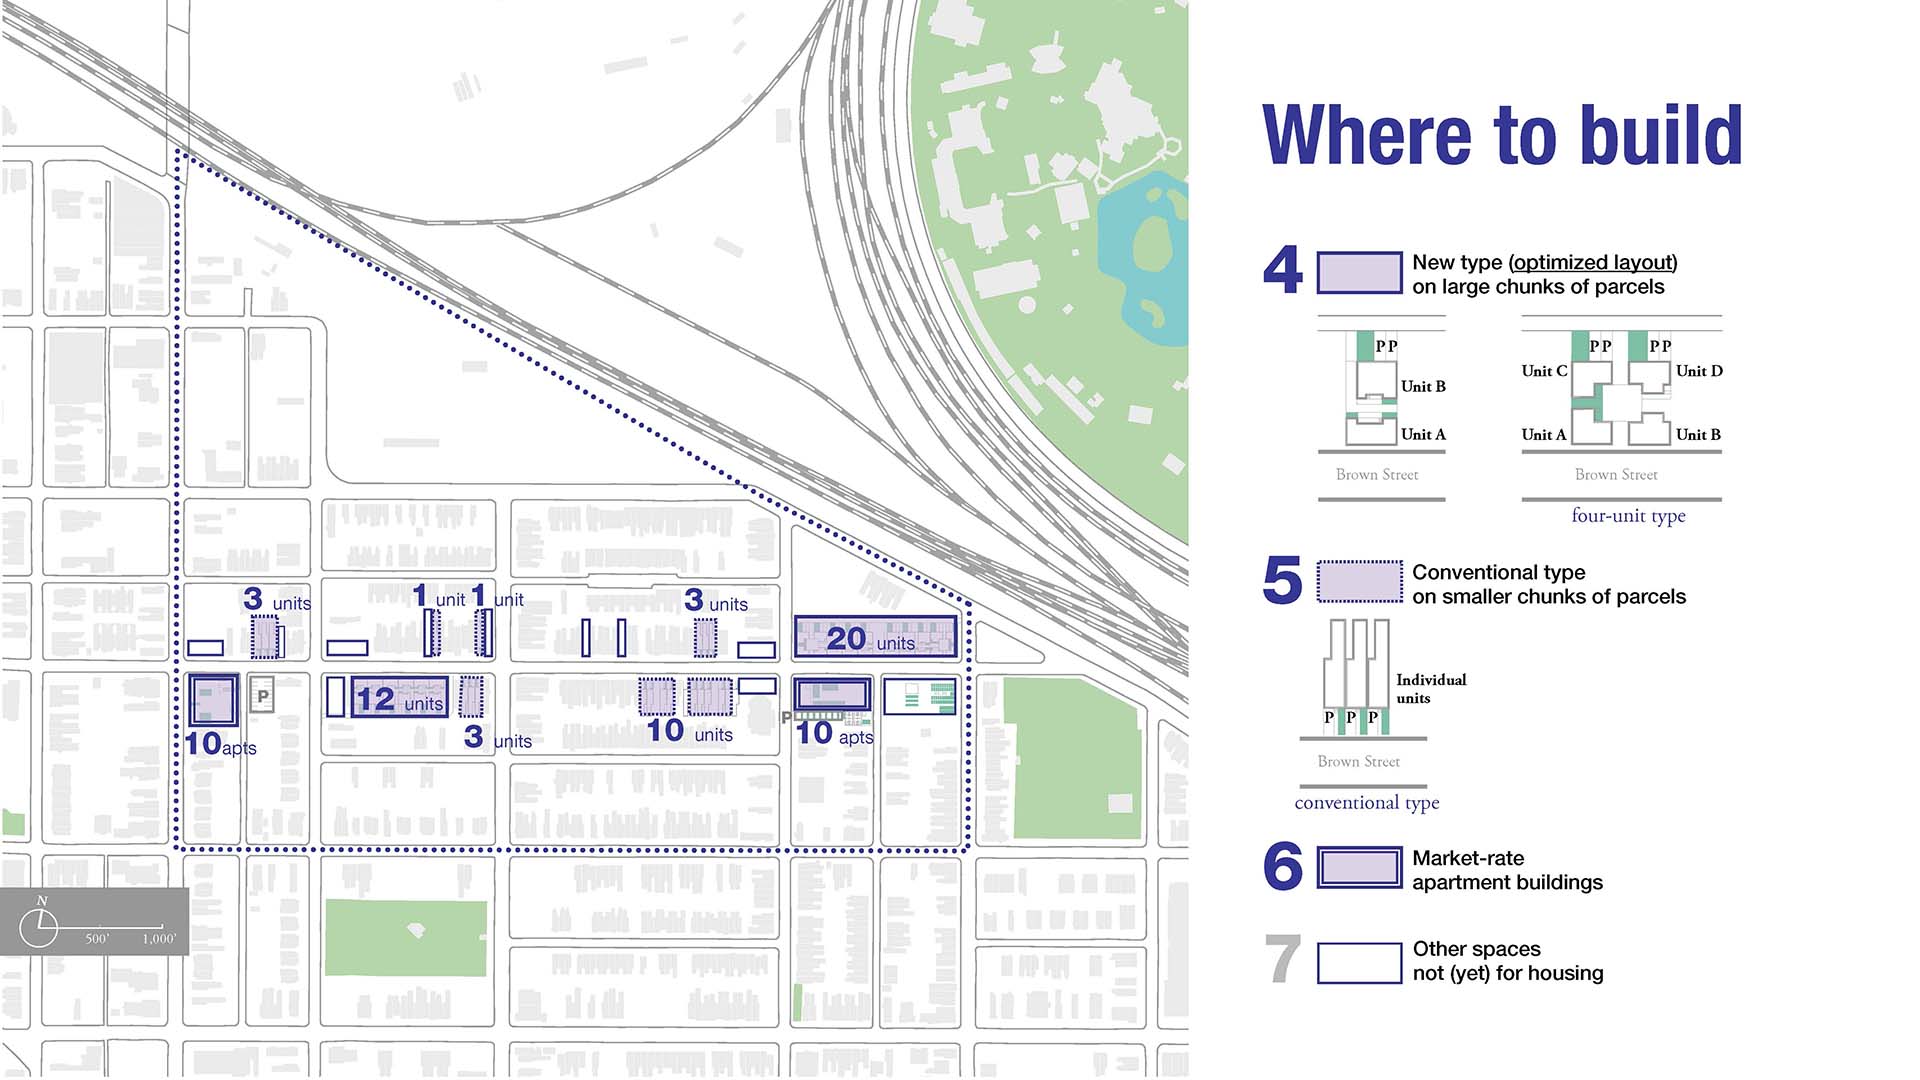 Where to build
4 New type (optimized layout)
on large chunks of parcels
P P
Unit B
Unit A
Brown Street
P P P P
Unit C Unit D
Unit A Unit B
Brown Street
four-unit type
5 Conventional type
on smaller chunks of parcels
Individual
units
P P P
Brown Street
conventional type
6 Market-rate
apartment buildings
7 Other spaces
not (yet) for housing
3 units
1 unit
1 unit
3 units
20 units
P
12 units
10 apts
3 units
10 units
P
10 apts
N
500’ 1,000’